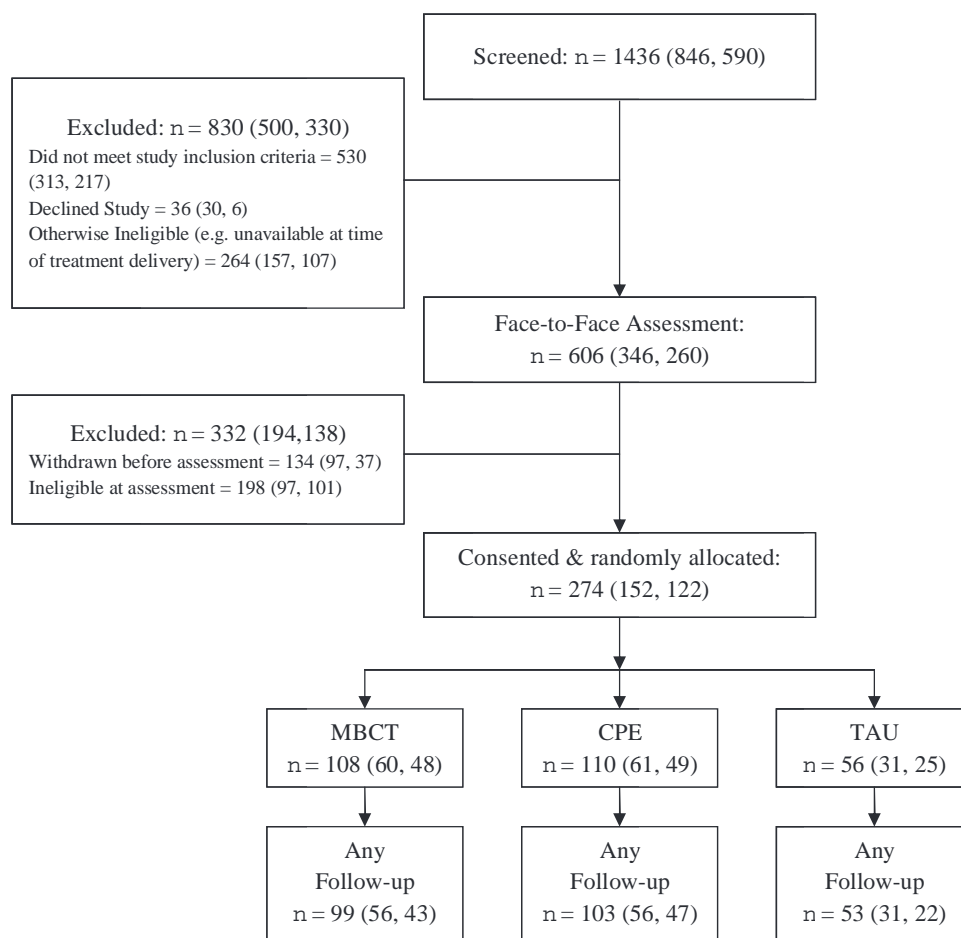 Screened: n = 1436 (846, 590)
Excluded: n = 830 (500, 330)
Did not meet study inclusion criteria = 530
(313, 217)
Declined Study = 36 (30, 6)
Otherwise Ineligible (e.g. unavailable at time
of treatment delivery) = 264 (157, 107)
Face-to-Face Assessment:
n = 606 (346, 260)
Excluded: n = 332 (194,138)
Withdrawn before assessment = 134 (97, 37)
Ineligible at assessment = 198 (97, 101)
Consented & randomly allocated:
n = 274 (152, 122)
MBCT
n = 108 (60, 48)
CPE
n = 110 (61, 49)
TAU
n = 56 (31, 25)
Any
Follow-up
n = 99 (56, 43)
Any
Follow-up
n = 103 (56, 47)
Any
Follow-up
n = 53 (31, 22)